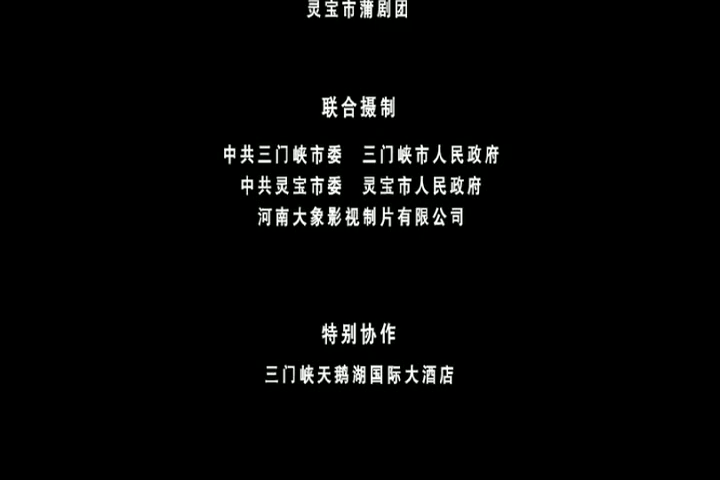 灵宝市蒲剧团
联合摄制
中共三门峡市委　三门峡市人民政府
中共灵宝市委　灵宝市人民政府
河南大象影视制片有限公司
特别协作
三门峡天鹅湖国际大酒店